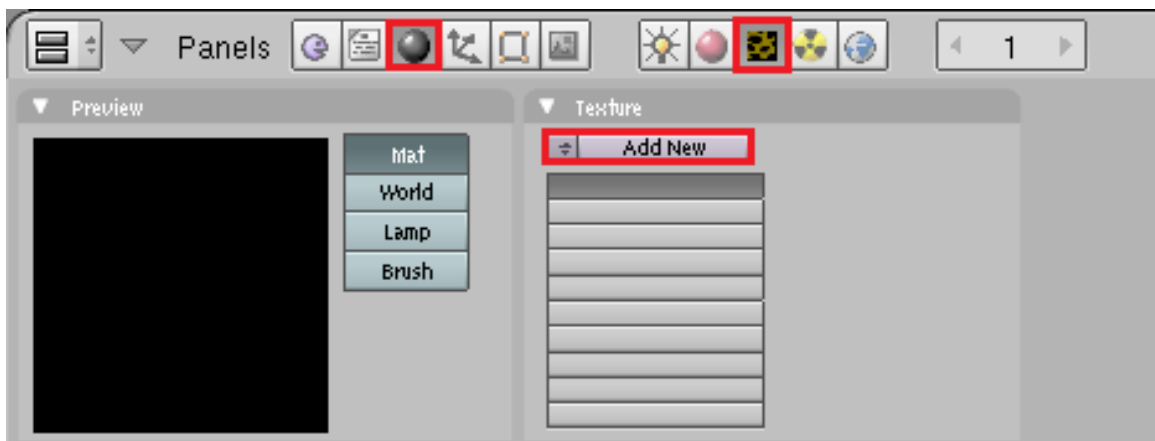 Panels 1
Preview
Texture
Mat
World
Lamp
Brush
Add New